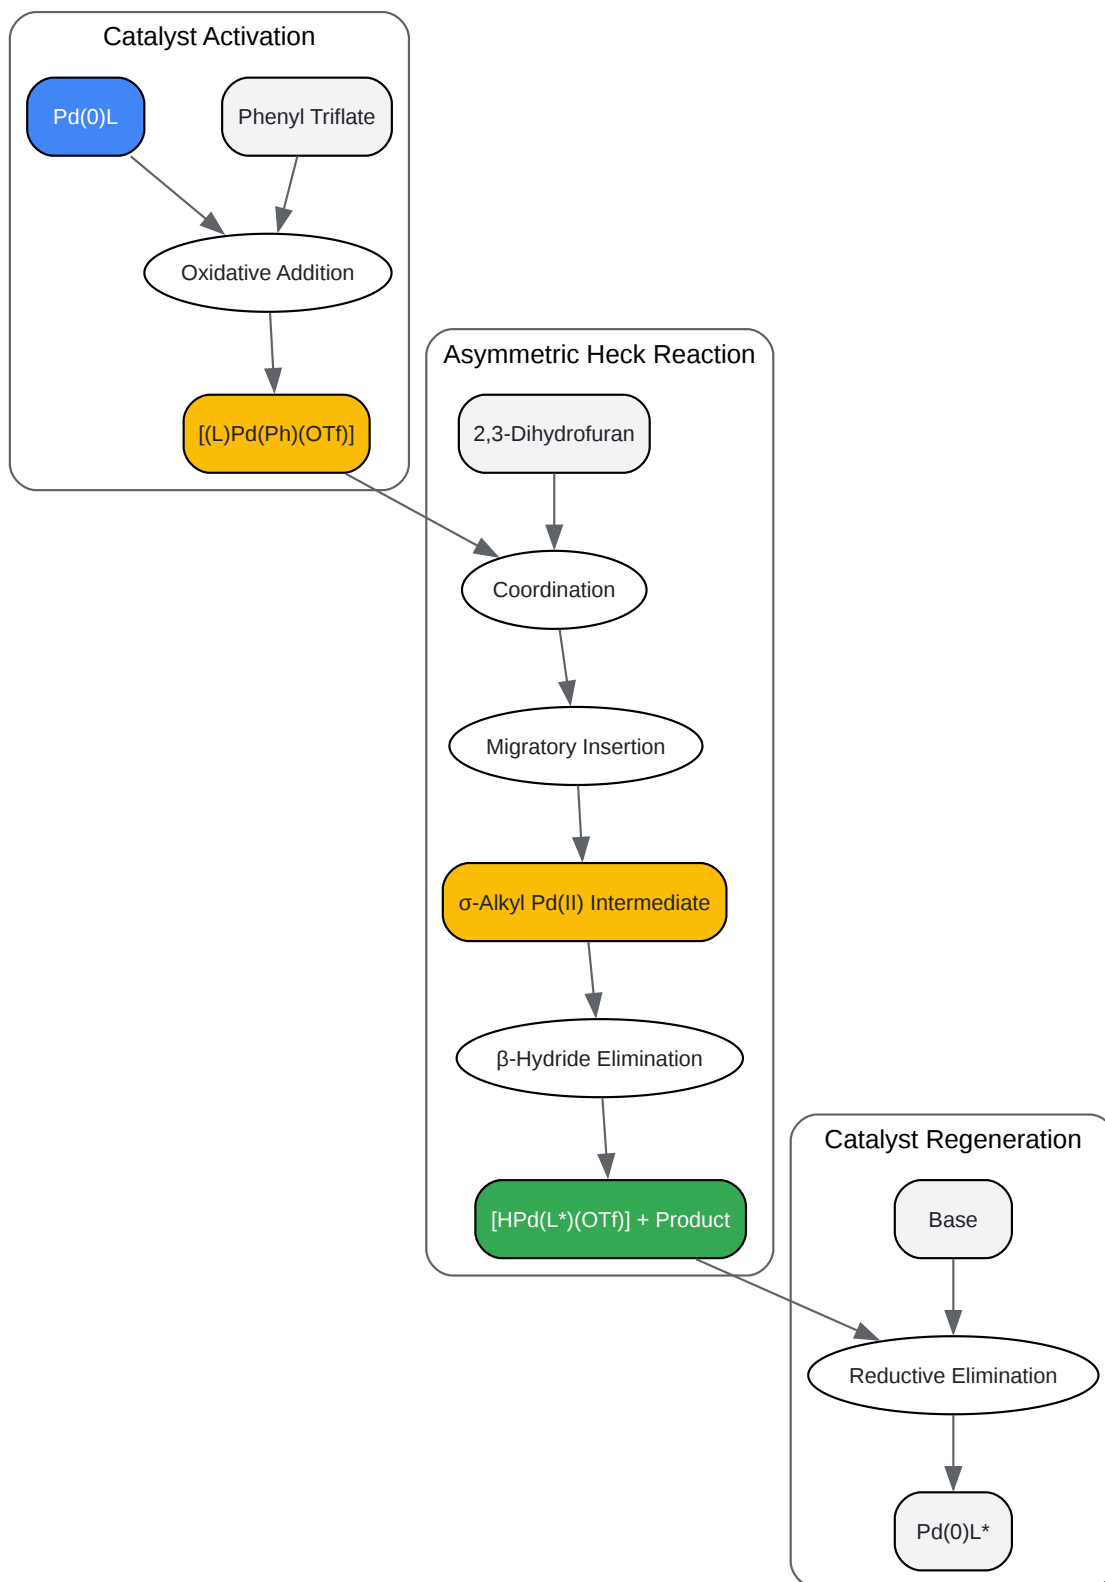 Catalyst Activation
Pd(0)L
Phenyl Triflate
Oxidative Addition
[(L)Pd(Ph)(OTf)]
Asymmetric Heck Reaction
2,3-Dihydrofuran
Coordination
Migratory Insertion
σ-Alkyl Pd(II) Intermediate
β-Hydride Elimination
[HPd(L*)(OTf)] + Product
Catalyst Regeneration
Base
Reductive Elimination
Pd(0)L*